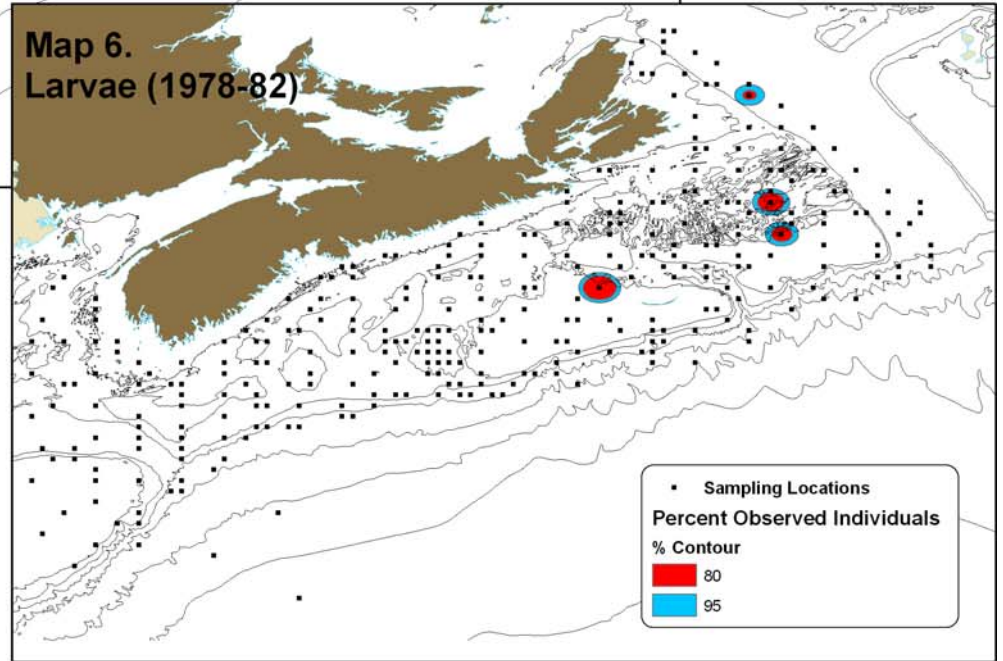 Map 6.
Larvae (1978-82)
Sampling Locations
Percent Observed Individuals
% Contour
80
95